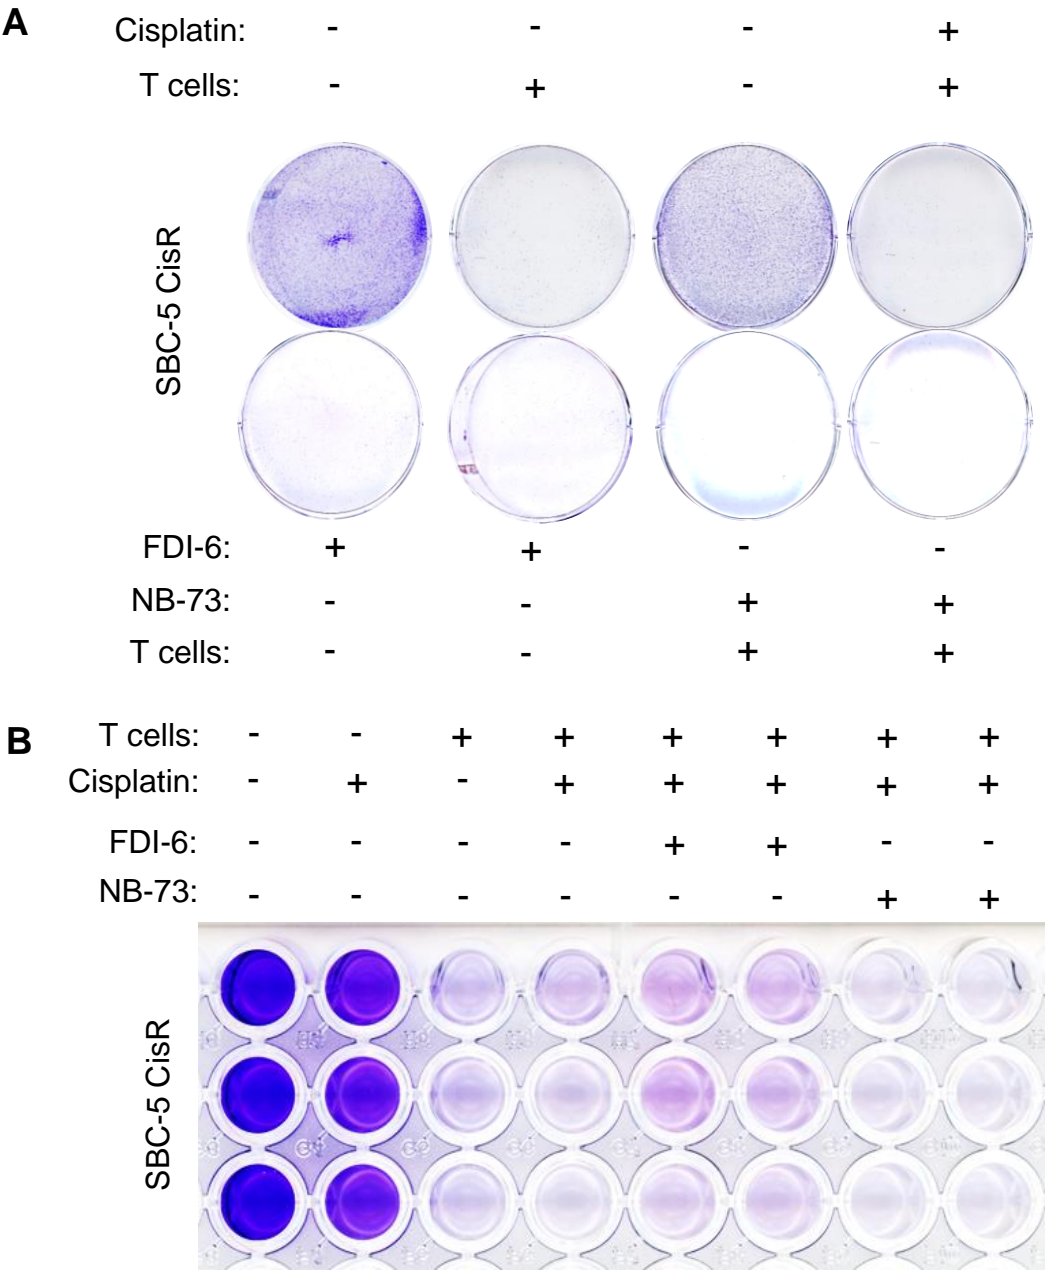 A
Cisplatin: - - - +
T cells: - + - +
SBC-5 CisR
FDI-6: + + - -
NB-73: - - + +
T cells: - - + +
B
T cells: - - + + + + + +
Cisplatin: - + - + + + + +
FDI-6: - - - - + + - -
NB-73: - - - - - - + +
SBC-5 CisR